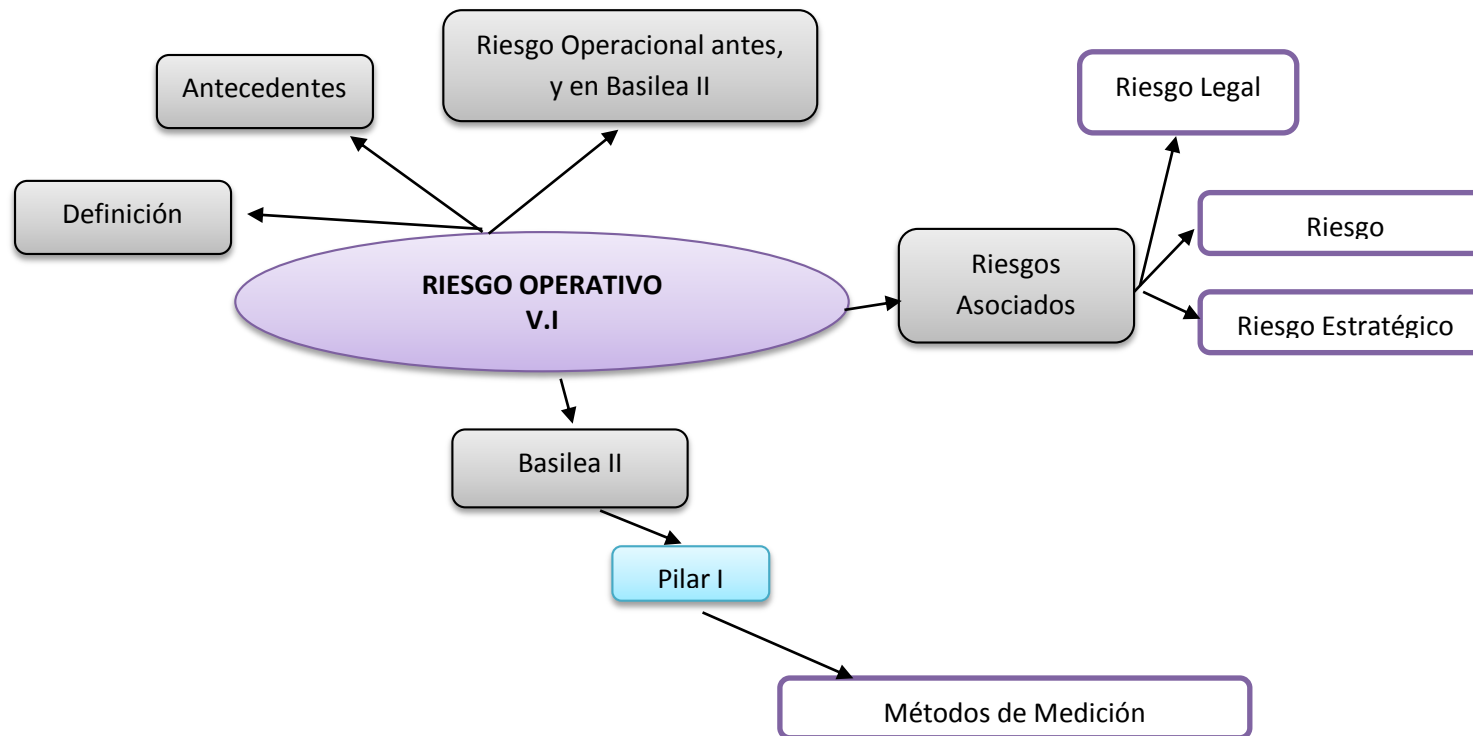 Riesgo Operacional antes,
y en Basilea II
Antecedentes
Riesgo Legal
Definición
Riesgo
Riesgos
Asociados
RIESGO OPERATIVO
V.I
Riesgo Estratégico
Basilea II
Pilar I
Métodos de Medición